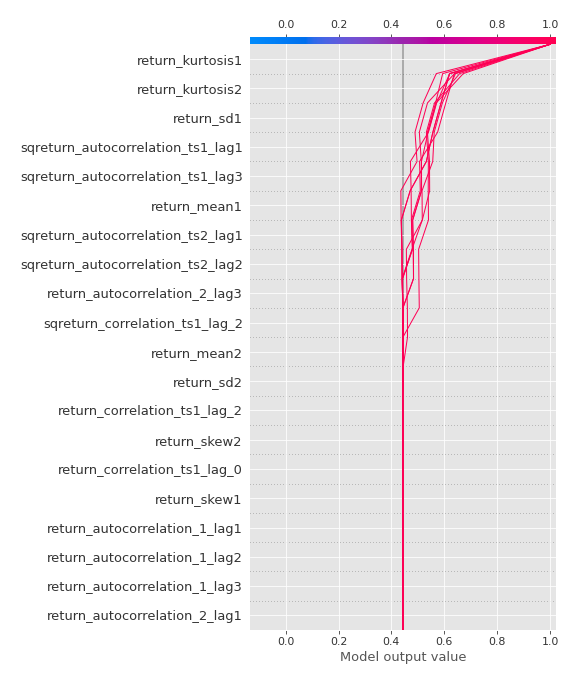 0.0 0.2 0.4 0.6 0.8 1.0
return_kurtosis1
return_kurtosis2
return_sd1
sqreturn_autocorrelation_ts1_lag1
sqreturn_autocorrelation_ts1_lag3
return_mean1
sqreturn_autocorrelation_ts2_lag1
sqreturn_autocorrelation_ts2_lag2
return_autocorrelation_2_lag3
sqreturn_correlation_ts1_lag_2
return_mean2
return_sd2
return_correlation_ts1_lag_2
return_skew2
return_correlation_ts1_lag_0
return_skew1
return_autocorrelation_1_lag1
return_autocorrelation_1_lag2
return_autocorrelation_1_lag3
return_autocorrelation_2_lag1
0.0 0.2 0.4 0.6 0.8 1.0
Model output value